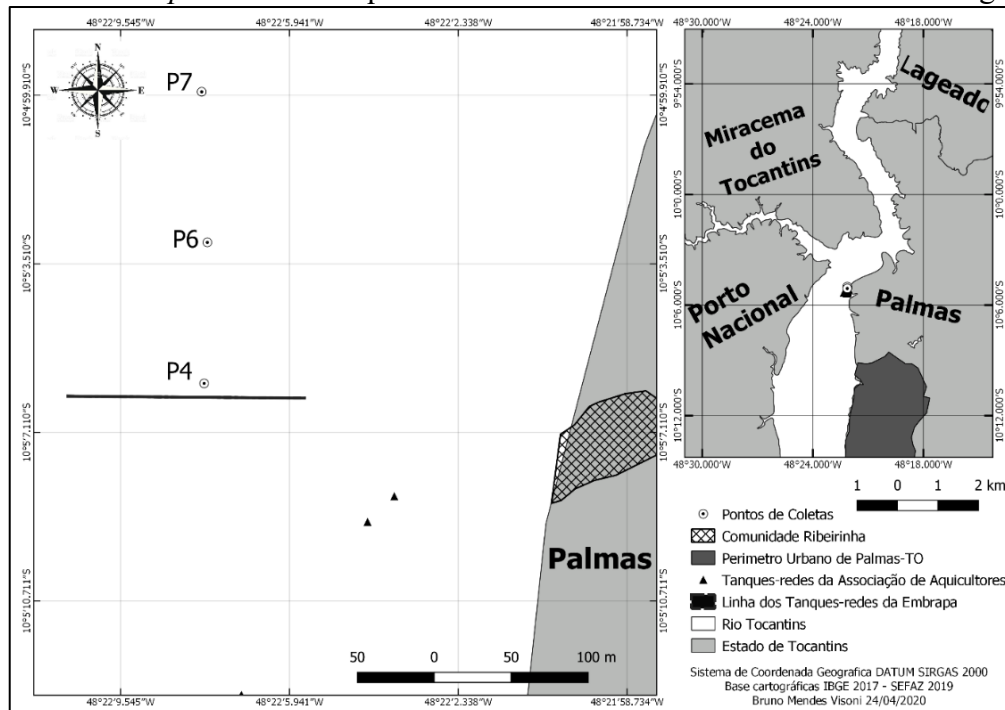 48°22'9.545"O 48°22'5.941"O 48°22'2.338"O 48°21'58.734"O
N
W E
S
P7
P6
P4
Palmas
50 0 50 100 m
10°4'59.910"S
10°5'3.510"S
10°5'7.110"S
10°5'10.711"S
10°4'59.910"S
10°5'3.510"S
10°5'7.110"S
10°5'10.711"S
48°22'9.545"O 48°22'5.941"O 48°22'2.338"O 48°21'58.734"O
48°30.000'W 48°24.000'W 48°18.000'W
Lageado
Miracema
do
Tocantins
Porto
Nacional
Palmas
9°54.000'S
10°0.000'S
10°6.000'S
10°12.000'S
9°54.000'S
10°0.000'S
10°6.000'S
10°12.000'S
48°30.000'W 48°24.000'W 48°18.000'W
1 0 1 2 km
Pontos de Coletas
Comunidade Ribeirinha
Perimetro Urbano de Palmas-TO
Tanques-redes da Associação de Aquicultores
Linha dos Tanques-redes da Embrapa
Rio Tocantins
Estado de Tocantins
Sistema de Coordenada Geografica DATUM SIRGAS 2000
Base cartográficas IBGE 2017 - SEFAZ 2019
Bruno Mendes Visoni 24/04/2020